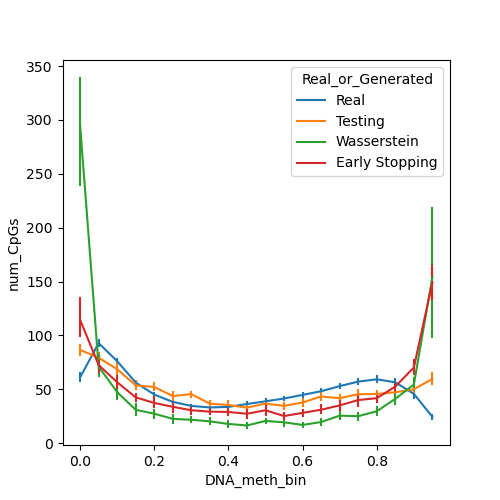 350
300
250
200
150
100
50
0
num_CpGs
Real_or_Generated
Real
Testing
Wasserstein
Early Stopping
0.0 0.2 0.4 0.6 0.8
DNA_meth_bin